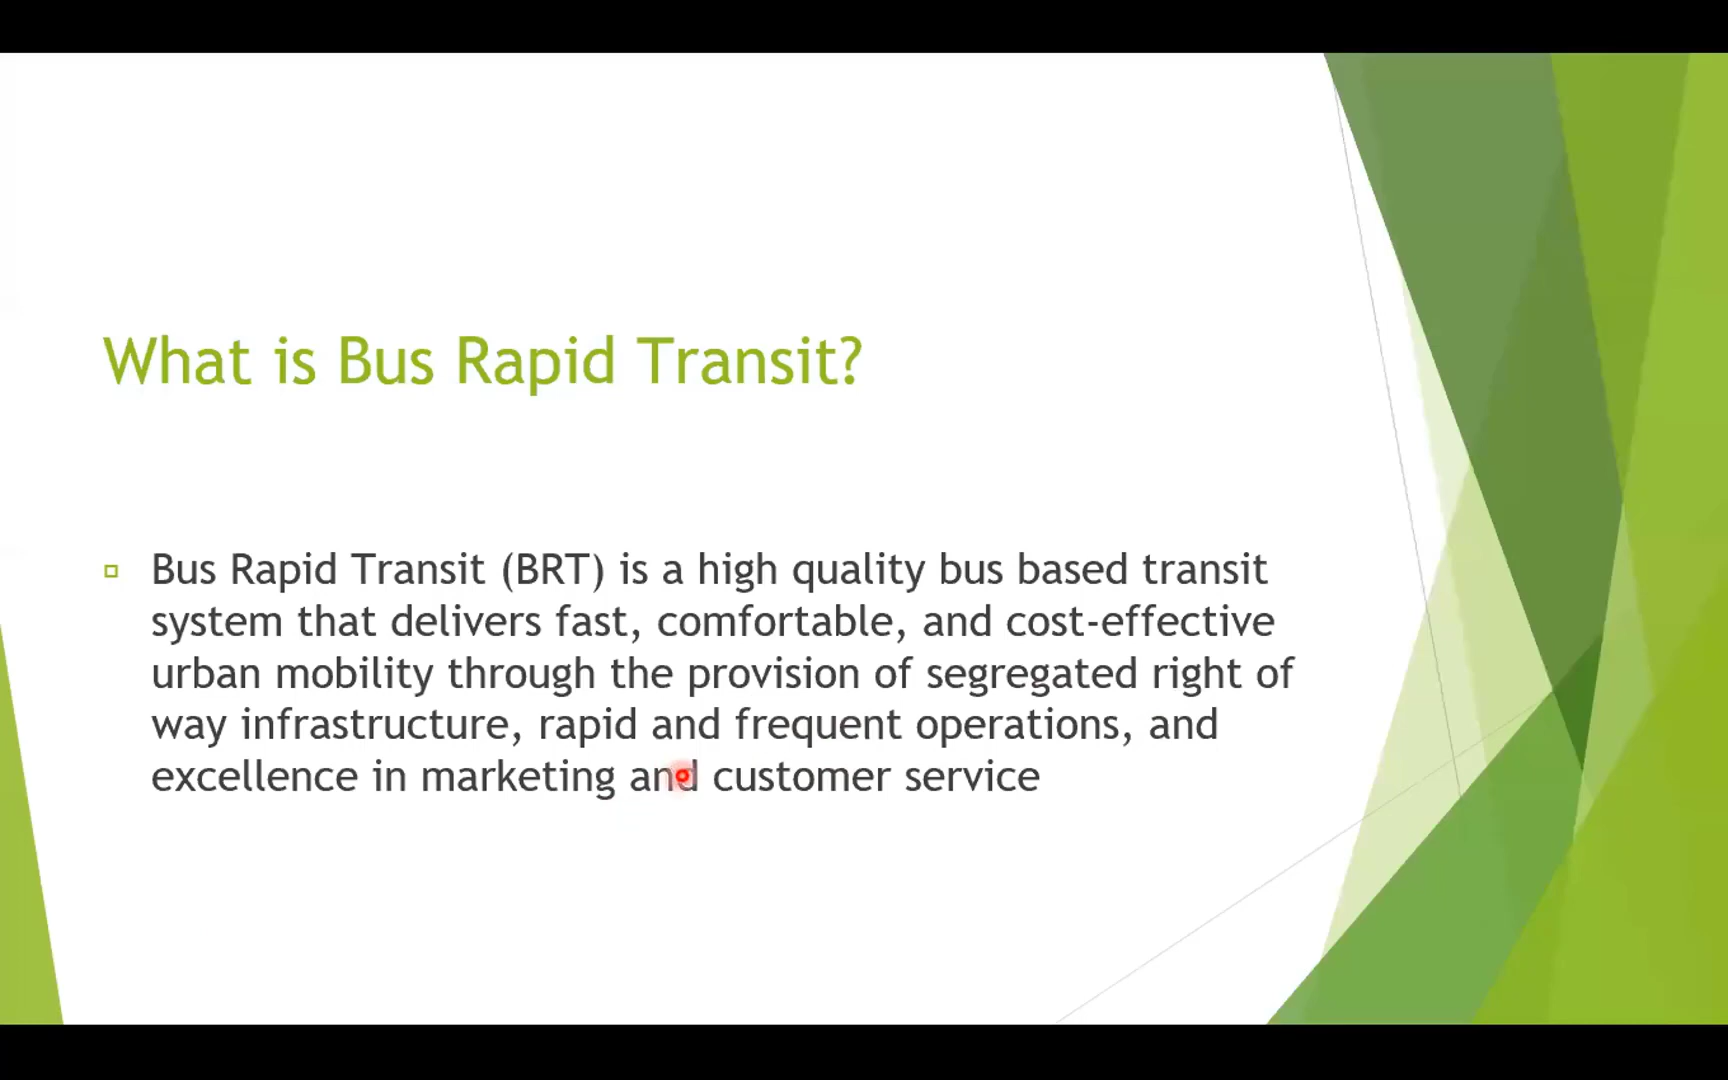 What is Bus Rapid Transit?
Bus Rapid Transit (BRT) is a high quality bus based transit
system that delivers fast, comfortable, and cost-effective
urban mobility through the provision of segregated right of
way infrastructure, rapid and frequent operations, and
excellence in marketing and customer service